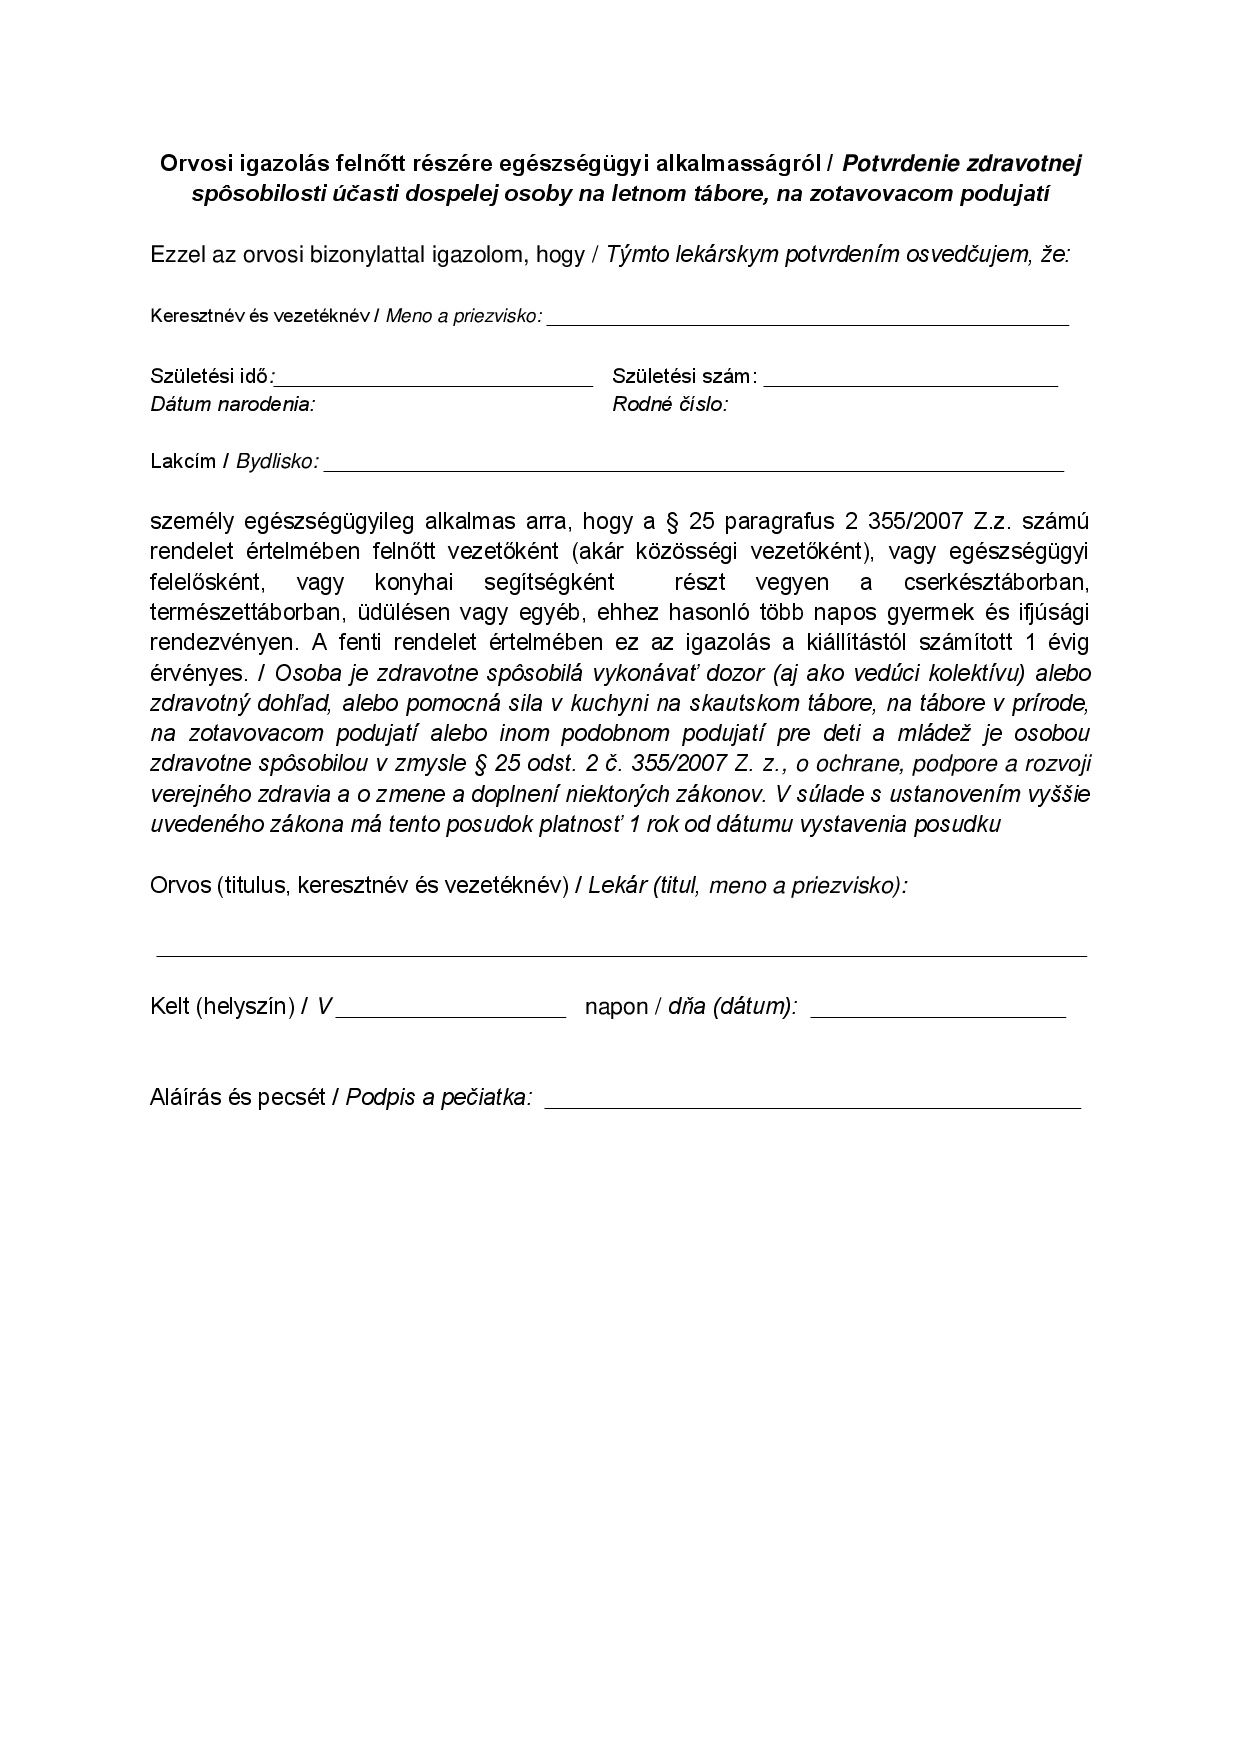 Orvosi igazolás felnőtt részére egészségügyi alkalmasságról / Potvrdenie zdravotnej
spôsobilosti účasti dospelej osoby na letnom tábore, na zotavovacom podujatí
Ezzel az orvosi bizonylattal igazolom, hogy / Týmto lekárskym potvrdením osvedčujem, že:
Keresztnév és vezetéknév / Meno a priezvisko: ____________________
Születési idő:____________________ Születési szám: ____________________
Dátum narodenia: Rodné číslo:
Lakcím / Bydlisko: ____________________
személy egészségügyileg alkalmas arra, hogy a § 25 paragrafus 2 355/2007 Z.z. számú
rendelet értelmében felnőtt vezetőként (akár közösségi vezetőként), vagy egészségügyi
felelősként, vagy konyhai segítségként részt vegyen a cserkésztáborban,
természettáborban, üdülésen vagy egyéb, ehhez hasonló több napos gyermek és ifjúsági
rendezvényen. A fenti rendelet értelmében ez az igazolás a kiállítástól számított 1 évig
érvényes. / Osoba je zdravotne spôsobilá vykonávať dozor (aj ako vedúci kolektívu) alebo
zdravotný dohľad, alebo pomocná sila v kuchyni na skautskom tábore, na tábore v prírode,
na zotavovacom podujatí alebo inom podobnom podujatí pre deti a mládež je osobou
zdravotne spôsobilou v zmysle § 25 odst. 2 č. 355/2007 Z. z., o ochrane, podpore a rozvoji
verejného zdravia a o zmene a doplnení niektorých zákonov. V súlade s ustanovením vyššie
uvedeného zákona má tento posudok platnosť 1 rok od dátumu vystavenia posudku
Orvos (titulus, keresztnév és vezetéknév) / Lekár (titul, meno a priezvisko):
____________________
Kelt (helyszín) / V ____________________ napon / dňa (dátum): ____________________
Aláírás és pecsét / Podpis a pečiatka: ____________________